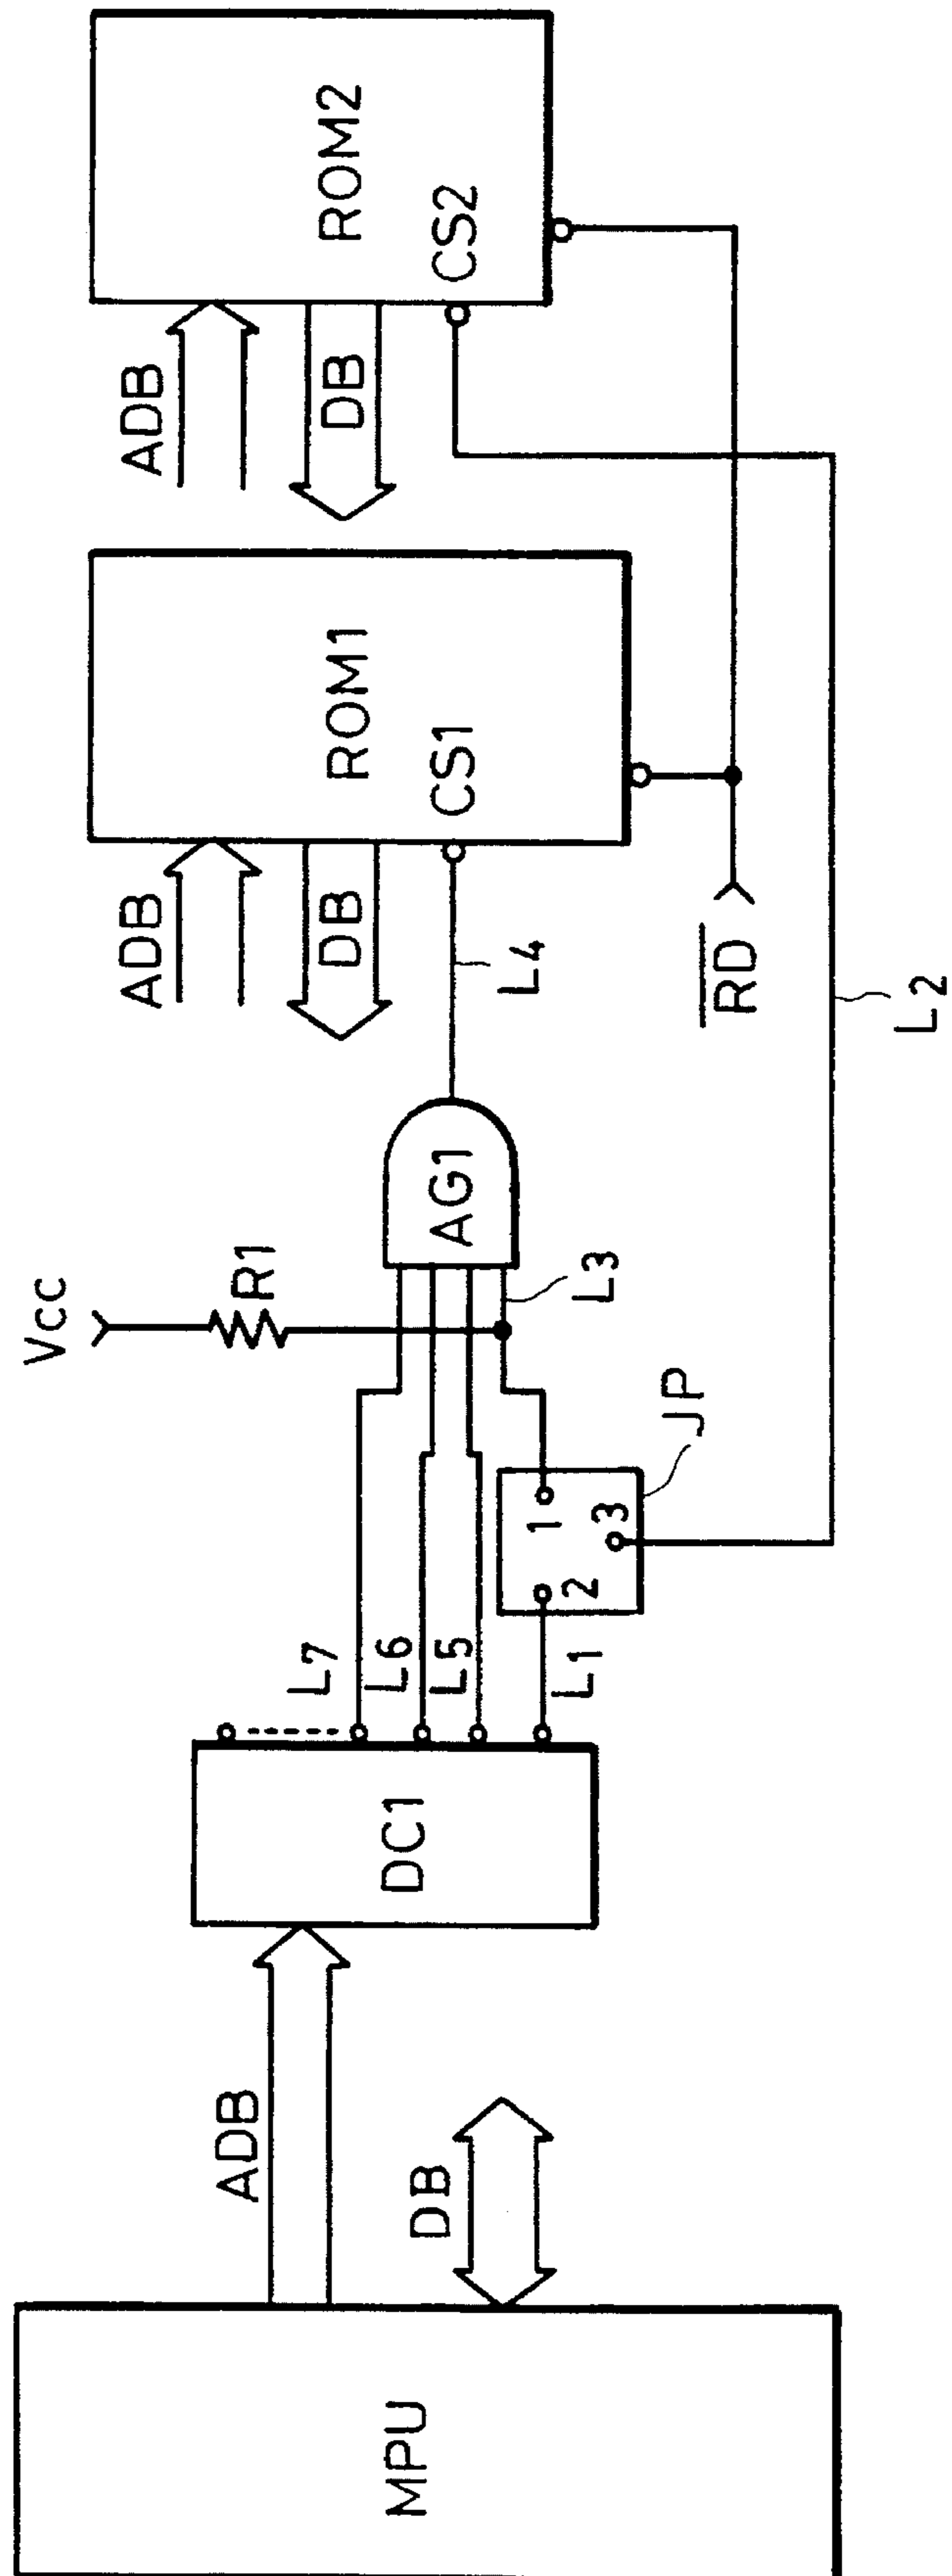 MPU
ADB
DB
DC1
L7
L6
L5
L1
JP
2
1
3
Vcc
R1
L3
AG1
L4
ADB
DB
ROM1
CS1
RD
L2
ADB
DB
ROM2
CS2